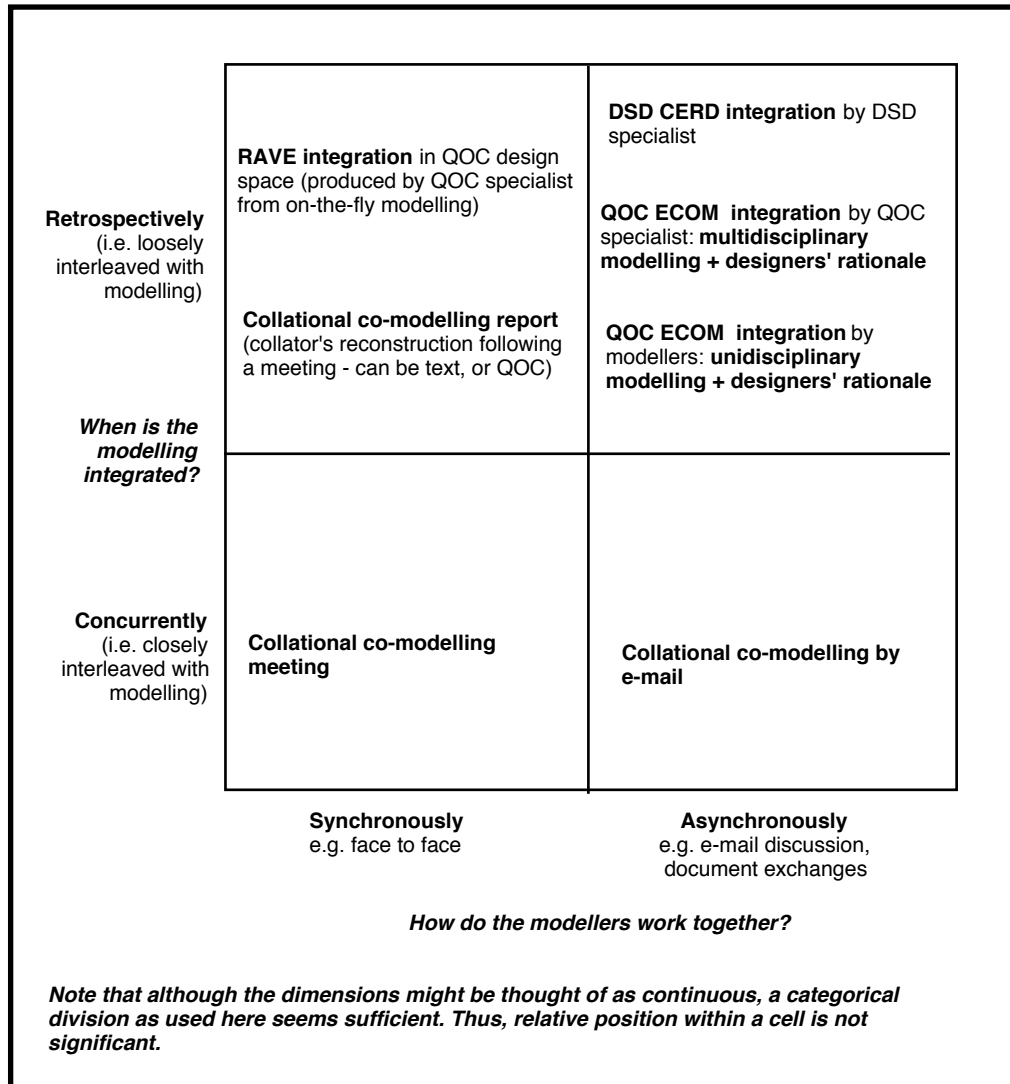 RAVE integration in QOC design
space (produced by QOC specialist
from on-the-fly modelling)
DSD CERD integration by DSD
specialist
Retrospectively
(i.e. loosely
interleaved with
modelling)
QOC ECOM integration by QOC
specialist: multidisciplinary
modelling + designers' rationale
Collational co-modelling report
(collator's reconstruction following
a meeting - can be text, or QOC)
QOC ECOM integration by
modellers: unidisciplinary
modelling + designers' rationale
When is the
modelling
integrated?
Concurrently
(i.e. closely
interleaved with
modelling)
Collational co-modelling
meeting
Collational co-modelling by
e-mail
Synchronously
e.g. face to face
Asynchronously
e.g. e-mail discussion,
document exchanges
How do the modellers work together?
Note that although the dimensions might be thought of as continuous, a categorical
division as used here seems sufficient. Thus, relative position within a cell is not
significant.